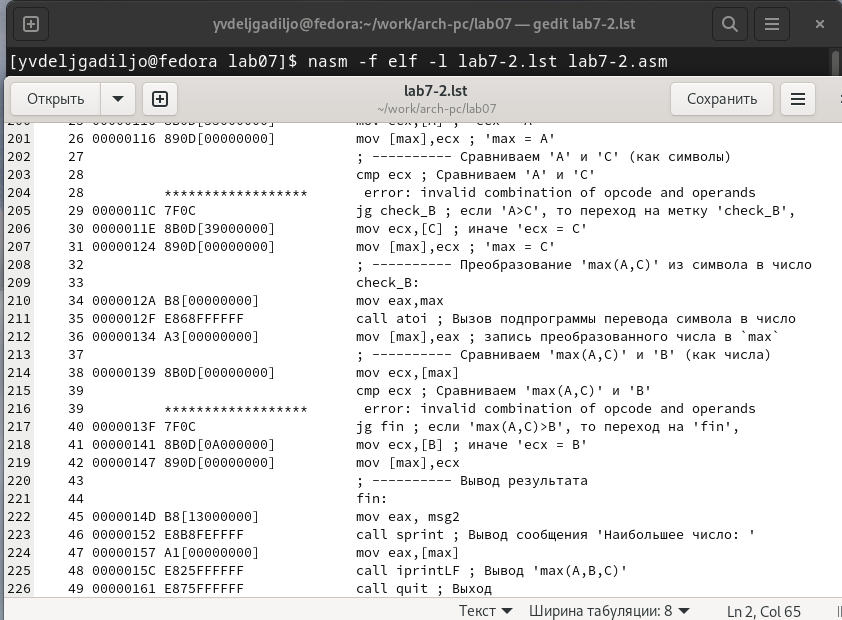 yvdeljgadiljo@fedora:~/work/arch-pc/lab07 — gedit lab7-2.lst
[yvdeljgadiljo@fedora lab07]$ nasm -f elf -l lab7-2.lst lab7-2.asm
Открыть
lab7-2.lst
~/work/arch-pc/lab07
Сохранить
201 26 00000116 890D[00000000] mov [max],ecx ; 'max = A'
202 27 ; ---------- Сравниваем 'A' и 'C' (как символы)
203 28 cmp ecx ; Сравниваем 'A' и 'C'
204 28 ****************** error: invalid combination of opcode and operands
205 29 0000011C 7F0C jg check_B ; если 'A>C', то переход на метку 'check_B',
206 30 0000011E 8B0D[39000000] mov ecx,[C] ; иначе 'ecx = C'
207 31 00000124 890D[00000000] mov [max],ecx ; 'max = C'
208 32 ; ---------- Преобразование 'max(A,C)' из символа в число
209 33 check_B:
210 34 0000012A B8[00000000] mov eax,max
211 35 0000012F E868FFFFFF call atoi ; Вызов подпрограммы перевода символа в число
212 36 00000134 A3[00000000] mov [max],eax ; запись преобразованного числа в `max`
213 37 ; ---------- Сравниваем 'max(A,C)' и 'B' (как числа)
214 38 00000139 8B0D[00000000] mov ecx,[max]
215 39 cmp ecx ; Сравниваем 'max(A,C)' и 'B'
216 39 ****************** error: invalid combination of opcode and operands
217 40 0000013F 7F0C jg fin ; если 'max(A,C)>B', то переход на 'fin',
218 41 00000141 8B0D[0A000000] mov ecx,[B] ; иначе 'ecx = B'
219 42 00000147 890D[00000000] mov [max],ecx
220 43 ; ---------- Вывод результата
221 44 fin:
222 45 0000014D B8[13000000] mov eax, msg2
223 46 00000152 E8B8FEFFFF call sprint ; Вывод сообщения 'Наибольшее число: '
224 47 00000157 A1[00000000] mov eax,[max]
225 48 0000015C E825FFFFFF call iprintLF ; Вывод 'max(A,B,C)'
226 49 00000161 E875FFFFFF call quit ; Выход
Текст Ширина табуляции: 8 Ln 2, Col 65